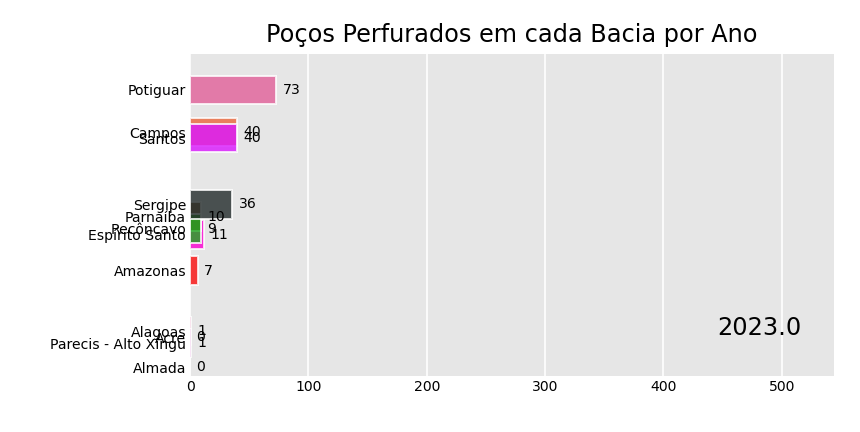 Poços Perfurados em cada Bacia por Ano
Potiguar 73
Campos 40
Santos 40
Sergipe 36
Parnaíba 10
Recôncavo 9
Espírito Santo 11
Amazonas 7
Alagoas 1
Acre 0
Parecis - Alto Xingu 1
2023.0
Almada 0
0 100 200 300 400 500